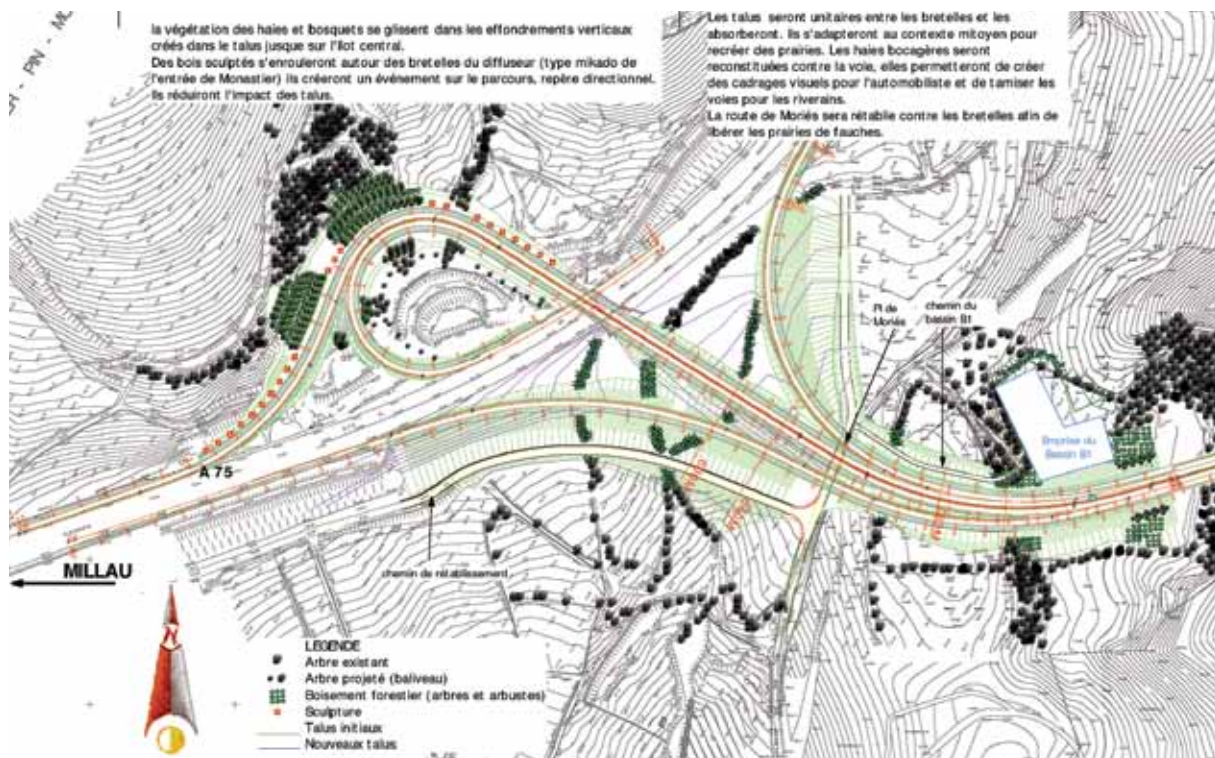 la végétation des haies et bosquets se glissent dans les effondrements verticaux
créés dans le talus jusque sur l'îlot central.
Des bois sculptés s'enrouleront autour des bretelles du diffuseur (type mikado de
l'entrée de Monastier) ils créeront un événement sur le parcours, repère directionnel.
Ils réduiront l'impact des talus.
Les talus seront unitaires entre les bretelles et les
absorberont. Ils s'adapteront au contexte mitoyen pour
recréer des prairies. Les haies bocagères seront
reconstituées contre la voie, elles permetteront de créer
des cadrages visuels pour l'automobiliste et de tamiser les
voies pour les riverains.
La route de Moriés sera rétablie contre les bretelles afin de
libérer les prairies de fauches.
PI de
Moriés
chemin du
bassin B1
Emprise du
Bassin B1
A 75
MILLAU
chemin de rétablissement
N
LEGENDE
Arbre existant
Arbre projeté (baliveau)
Boisement forestier (arbres et arbustes)
Sculpture
Talus initiaux
Nouveaux talus